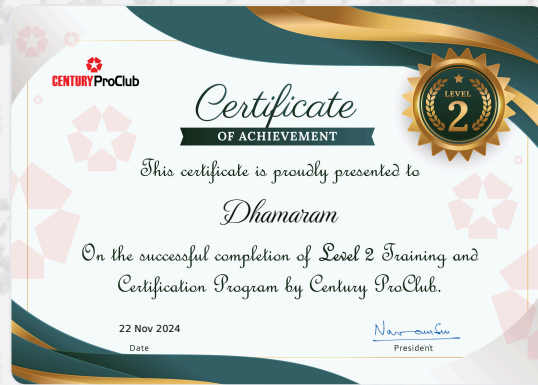 CENTURY ProClub
Certificate
OF ACHIEVEMENT
LEVEL
2
This certificate is proudly presented to
Dhamaram
On the successful completion of Level 2 Training and
Certification Program by Century ProClub.
22 Nov 2024
Date
President